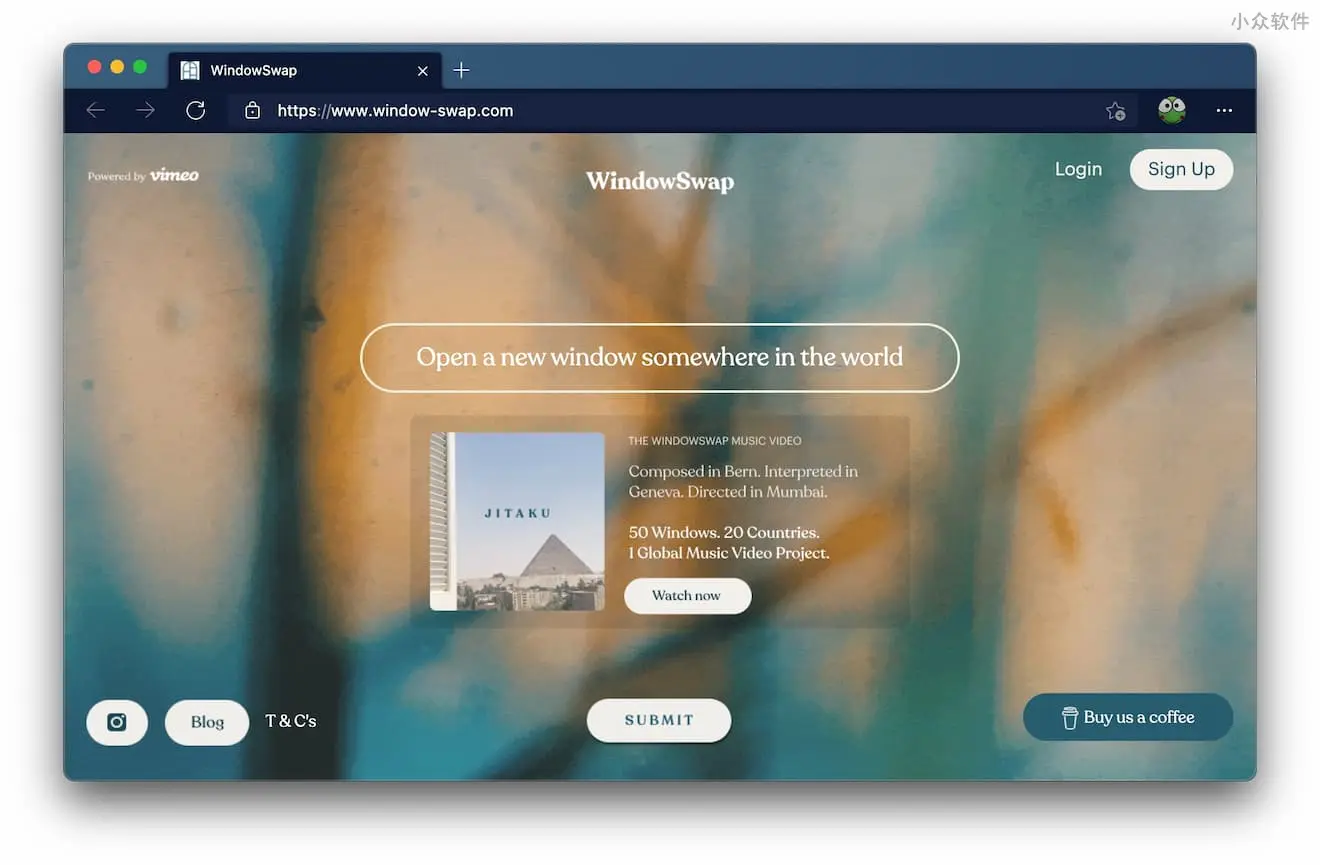 小众软件
WindowSwap
https://www.window-swap.com
Powered by vimeo
WindowSwap
Login
Sign Up
Open a new window somewhere in the world
JITAKU
THE WINDOWSWAP MUSIC VIDEO
Composed in Bern. Interpreted in
Geneva. Directed in Mumbai.
50 Windows. 20 Countries.
1 Global Music Video Project.
Watch now
Blog
T & C's
SUBMIT
Buy us a coffee